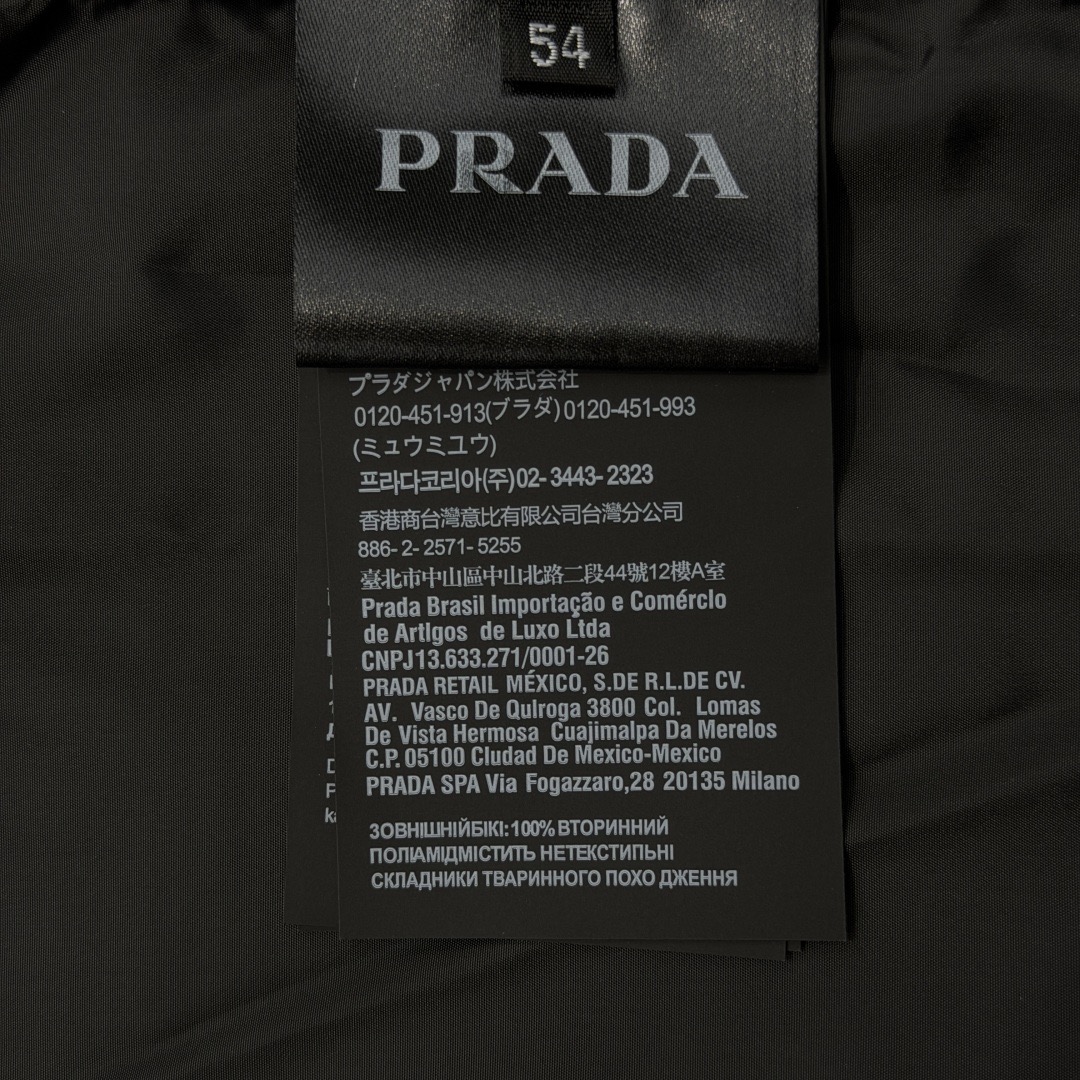 54
PRADA
プラダジャパン株式会社
0120-451-913(プラダ)0120-451-993
(ミュウミユウ)
프라다코리아(주)02-3443-2323
香港商台灣意比有限公司台灣分公司
886-2-2571-5255
臺北市中山區中山北路二段44號12樓A室
Prada Brasil Importação e Comérclo
de Artlgos de Luxo Ltda
CNPJ13.633.271/0001-26
PRADA RETAIL MÉXICO, S.DE R.L.DE CV.
AV. Vasco De Qulroga 3800 Col. Lomas
De Vista Hermosa Cuajimalpa Da Merelos
C.P. 05100 Cludad De Mexico-Mexico
PRADA SPA Via Fogazzaro,28 20135 Milano
ЗОВНІШНІЙБІКІ:100% ВТОРИННИЙ
ПОЛІАМІДМІСТИТЬ НЕТЕКСТИПЬНІ
СКЛАДНИКИ ТВАРИННОГО ПОХО ДЖЕННЯ